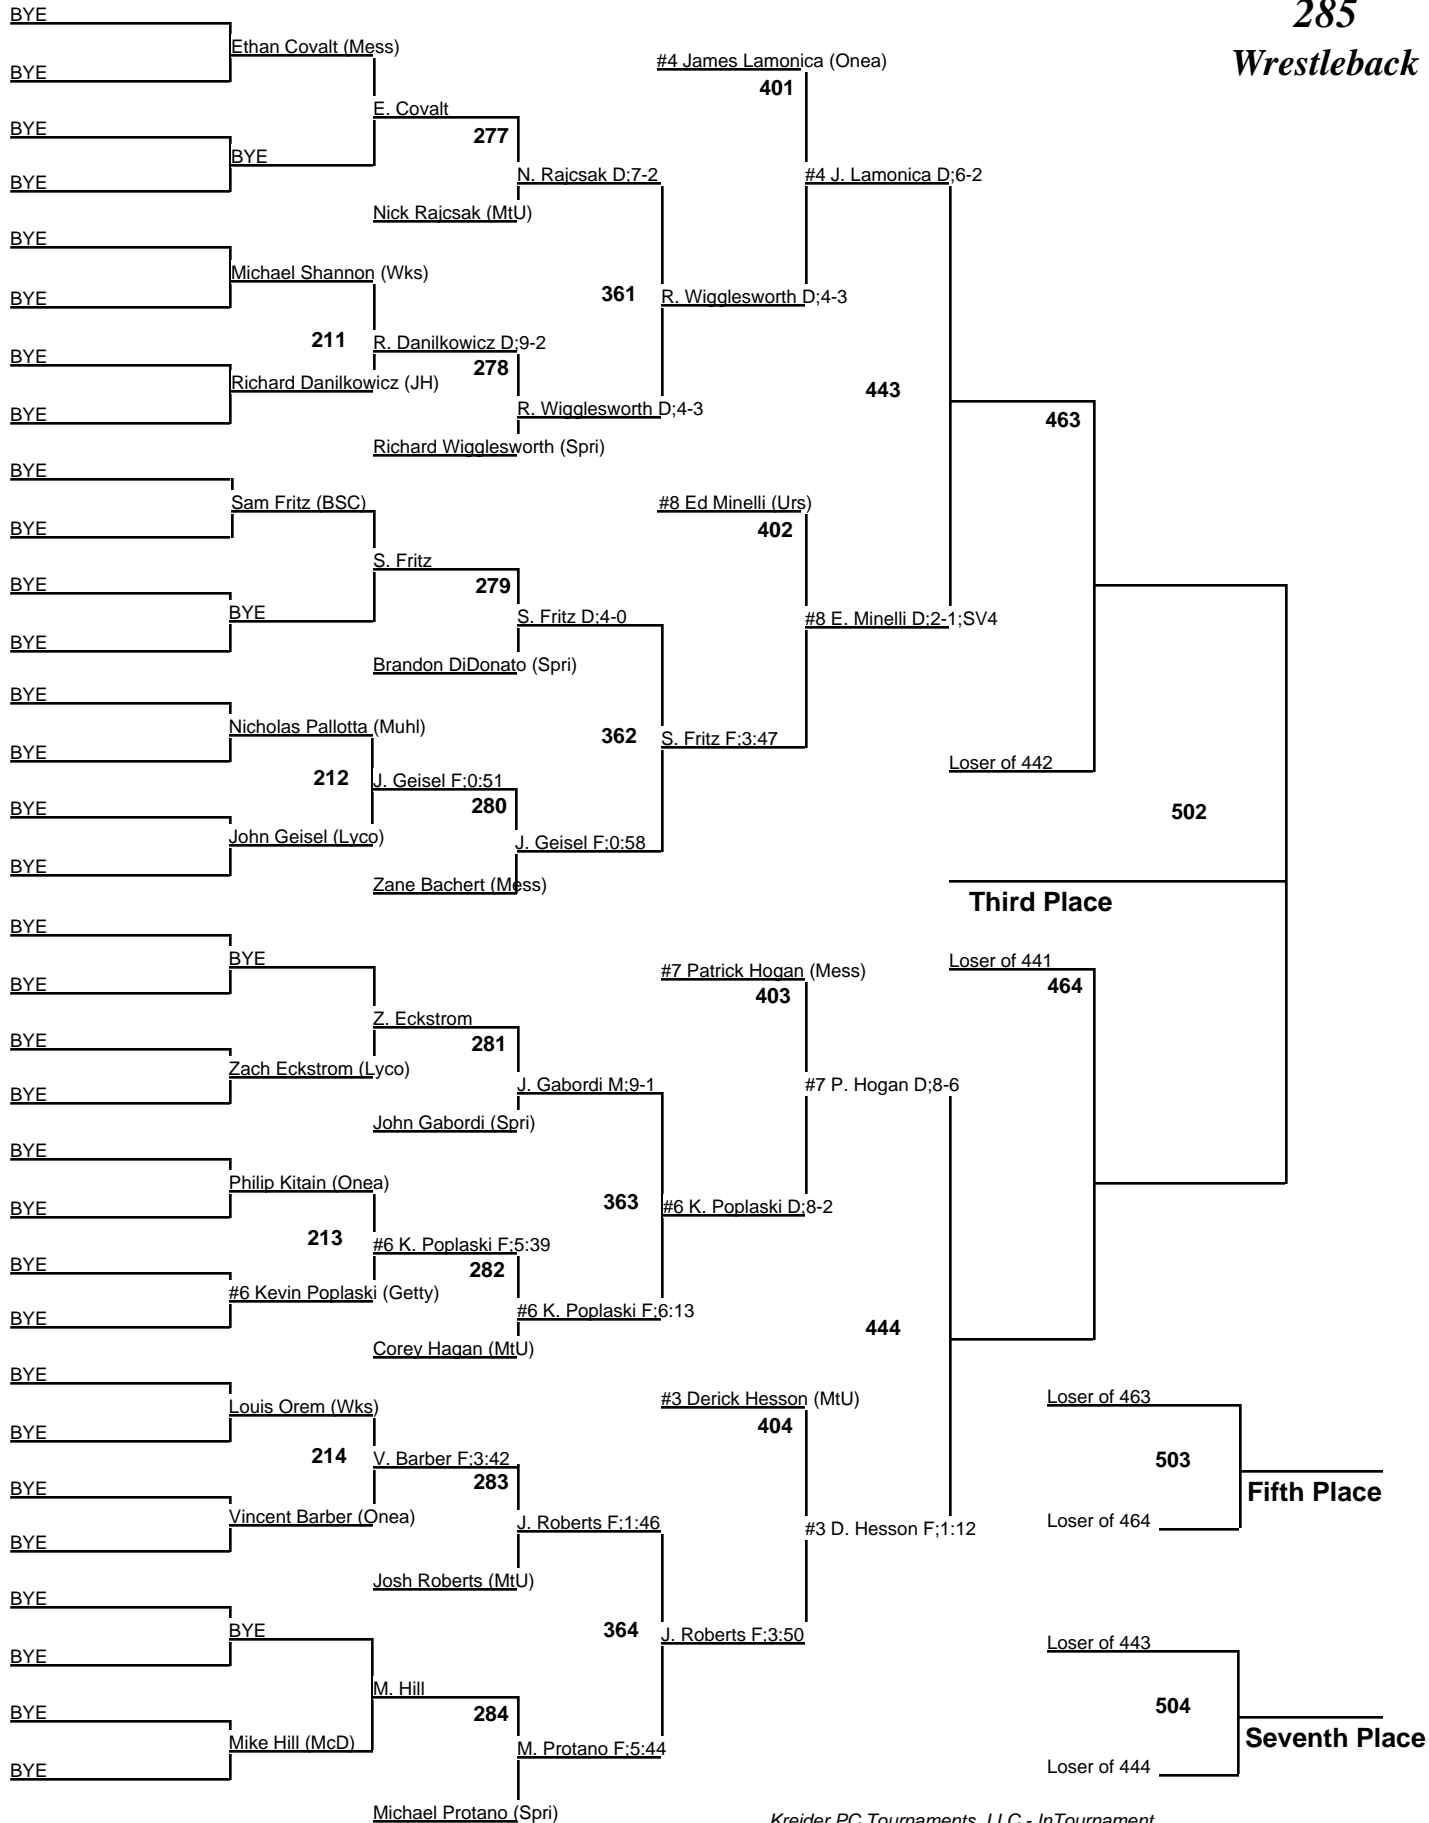 285
Wrestleback
BYE
Ethan Covalt (Mess)
BYE
#4 James Lamonica (Onea)
401
E. Covalt
277
BYE
BYE
BYE
N. Rajcsak D;7-2
#4 J. Lamonica D;6-2
Nick Rajcsak (MtU)
BYE
Michael Shannon (Wks)
BYE
361
R. Wigglesworth D;4-3
211
R. Danilkowicz D;9-2
BYE
278
Richard Danilkowicz (JH)
443
BYE
R. Wigglesworth D;4-3
463
Richard Wigglesworth (Spri)
BYE
Sam Fritz (BSC)
#8 Ed Minelli (Urs)
BYE
402
S. Fritz
279
BYE
BYE
S. Fritz D;4-0
#8 E. Minelli D;2-1;SV4
BYE
Brandon DiDonato (Spri)
BYE
Nicholas Pallotta (Muhl)
362
S. Fritz F;3:47
BYE
Loser of 442
212
J. Geisel F;0:51
280
BYE
502
John Geisel (Lyco)
J. Geisel F;0:58
BYE
Zane Bachert (Mess)
Third Place
BYE
BYE
Loser of 441
#7 Patrick Hogan (Mess)
BYE
464
403
Z. Eckstrom
BYE
281
Zach Eckstrom (Lyco)
J. Gabordi M;9-1
#7 P. Hogan D;8-6
BYE
John Gabordi (Spri)
BYE
Philip Kitain (Onea)
363
BYE
#6 K. Poplaski D;8-2
213
#6 K. Poplaski F;5:39
BYE
282
#6 Kevin Poplaski (Getty)
#6 K. Poplaski F;6:13
BYE
444
Corey Hagan (MtU)
BYE
Loser of 463
#3 Derick Hesson (MtU)
Louis Orem (Wks)
404
BYE
214
V. Barber F;3:42
503
283
BYE
Fifth Place
Vincent Barber (Onea)
J. Roberts F;1:46
Loser of 464
#3 D. Hesson F;1:12
BYE
Josh Roberts (MtU)
BYE
364
BYE
J. Roberts F;3:50
Loser of 443
BYE
M. Hill
504
BYE
284
Seventh Place
Mike Hill (McD)
M. Protano F;5:44
Loser of 444
BYE
Michael Protano (Spri)
Kreider PC Tournaments, LLC - InTournament